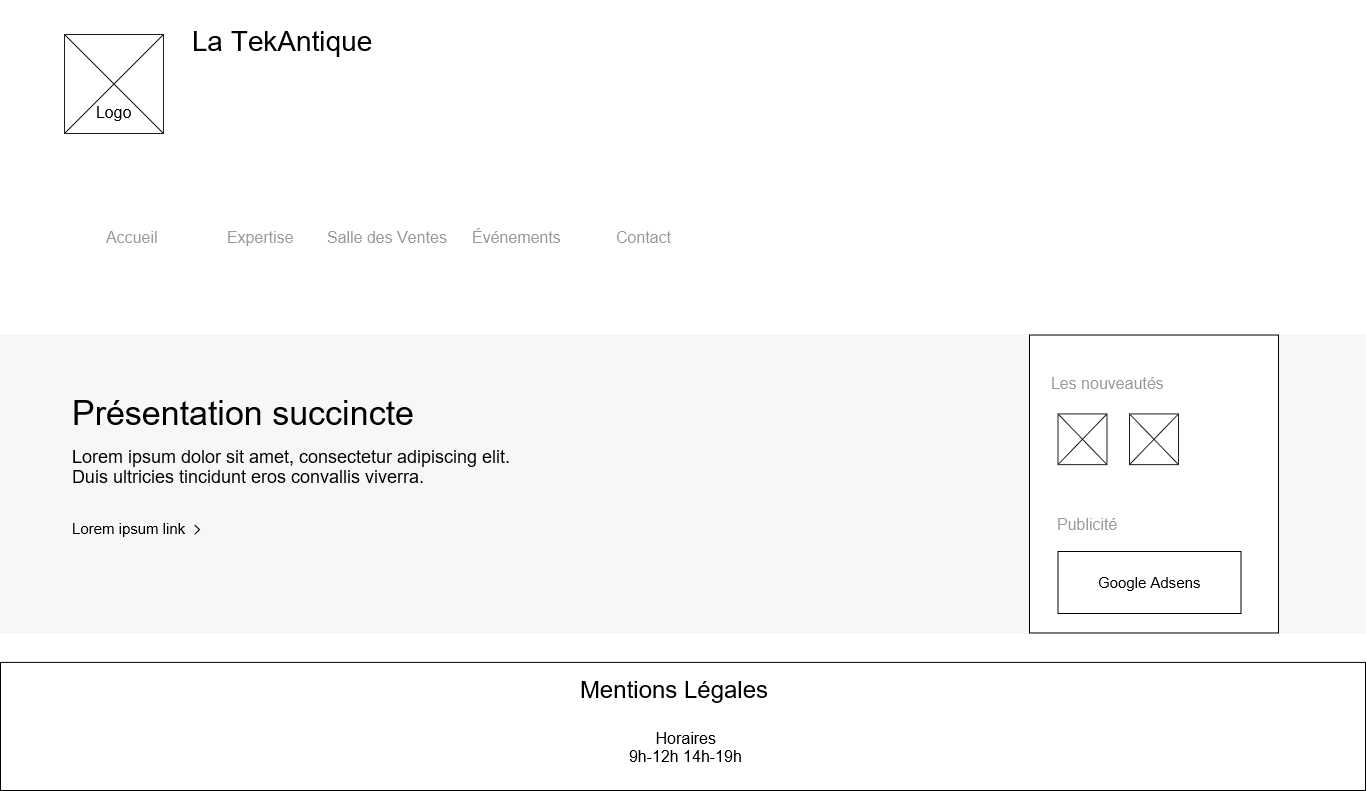 La TekAntique
Logo
Accueil Expertise Salle des Ventes Événements Contact
Présentation succincte
Lorem ipsum dolor sit amet, consectetur adipiscing elit.
Duis ultricies tincidunt eros convallis viverra.
Lorem ipsum link >
Les nouveautés
Publicité
Google Adsens
Mentions Légales
Horaires
9h-12h 14h-19h